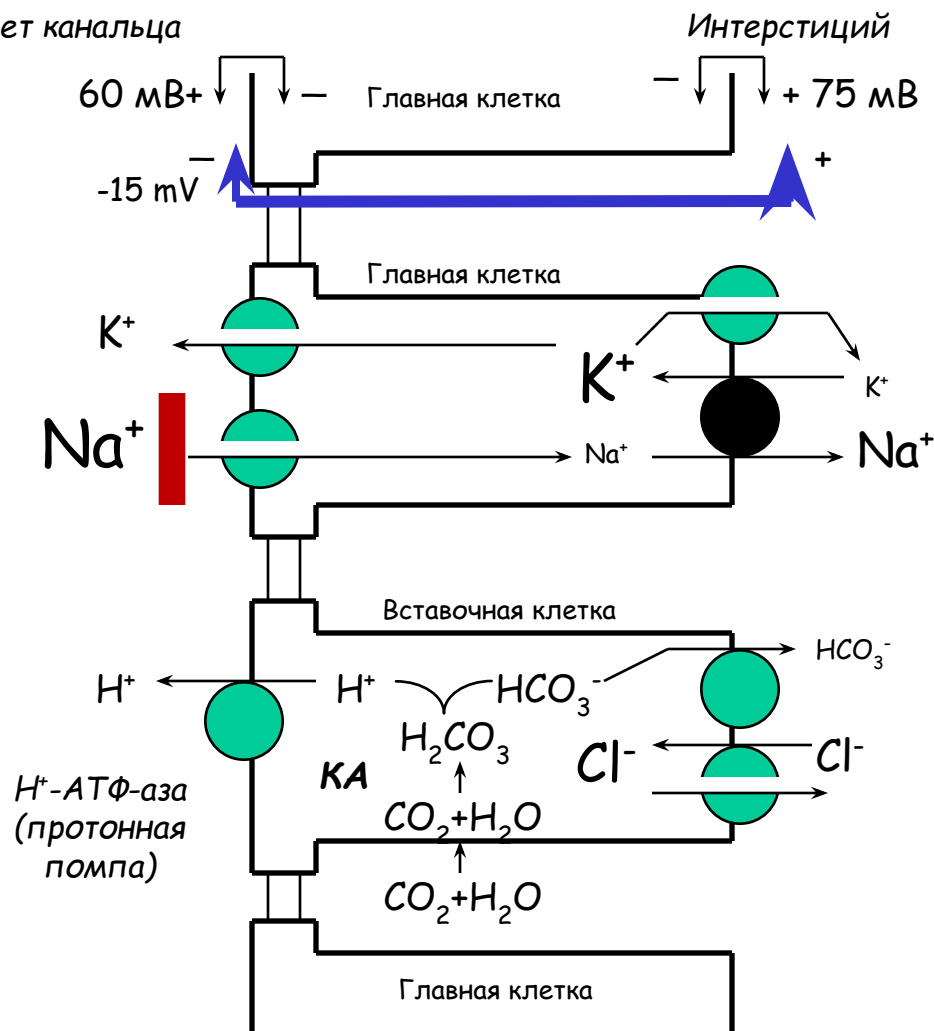 ет канальца
Интерстиций
60 мВ+ — Главная клетка — + 75 мВ
— +
-15 mV
Главная клетка
K⁺
K⁺ K⁺
Na⁺ Na⁺ Na⁺
Вставочная клетка
HCO₃⁻
H⁺ H⁺ HCO₃⁻
H₂CO₃
Cl⁻ Cl⁻
КА
H⁺-АТФ-аза
(протонная
помпа)
CO₂+H₂O
CO₂+H₂O
Главная клетка